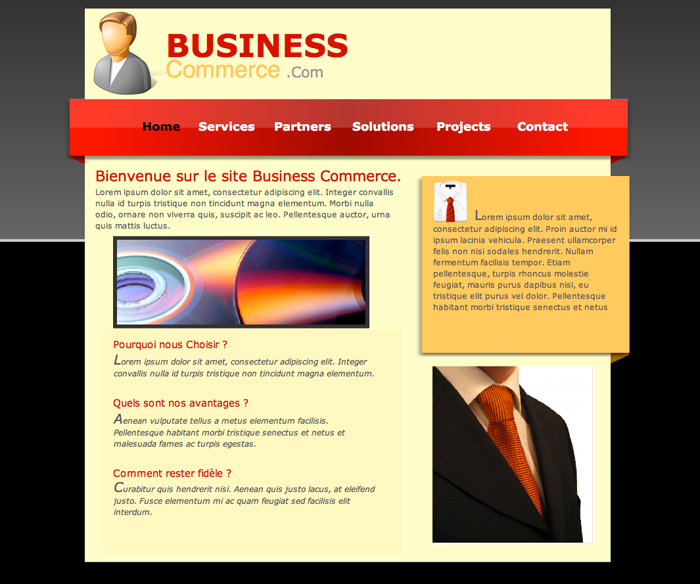 BUSINESS
Commerce .Com
Home Services Partners Solutions Projects Contact
Bienvenue sur le site Business Commerce.
Lorem ipsum dolor sit amet, consectetur adipiscing elit. Integer convallis
nulla id turpis tristique non tincidunt magna elementum. Morbi nulla
odio, ornare non viverra quis, suscipit ac leo. Pellentesque auctor, urna
quis mattis luctus.
Pourquoi nous Choisir ?
Lorem ipsum dolor sit amet, consectetur adipiscing elit. Integer
convallis nulla id turpis tristique non tincidunt magna elementum.
Quels sont nos avantages ?
Aenean vulputate tellus a metus elementum facilisis.
Pellentesque habitant morbi tristique senectus et netus et
malesuada fames ac turpis egestas.
Comment rester fidèle ?
Curabitur quis hendrerit nisi. Aenean quis justo lacus, at eleifend
justo. Fusce elementum mi ac quam feugiat sed facilisis elit
interdum.
Lorem ipsum dolor sit amet,
consectetur adipiscing elit. Proin auctor mi id
ipsum lacinia vehicula. Praesent ullamcorper
felis non nisi sodales hendrerit. Nullam
fermentum facilisis tempor. Etiam
pellentesque, turpis rhoncus molestie
feugiat, mauris purus dapibus nisi, eu
tristique elit purus vel dolor. Pellentesque
habitant morbi tristique senectus et netus